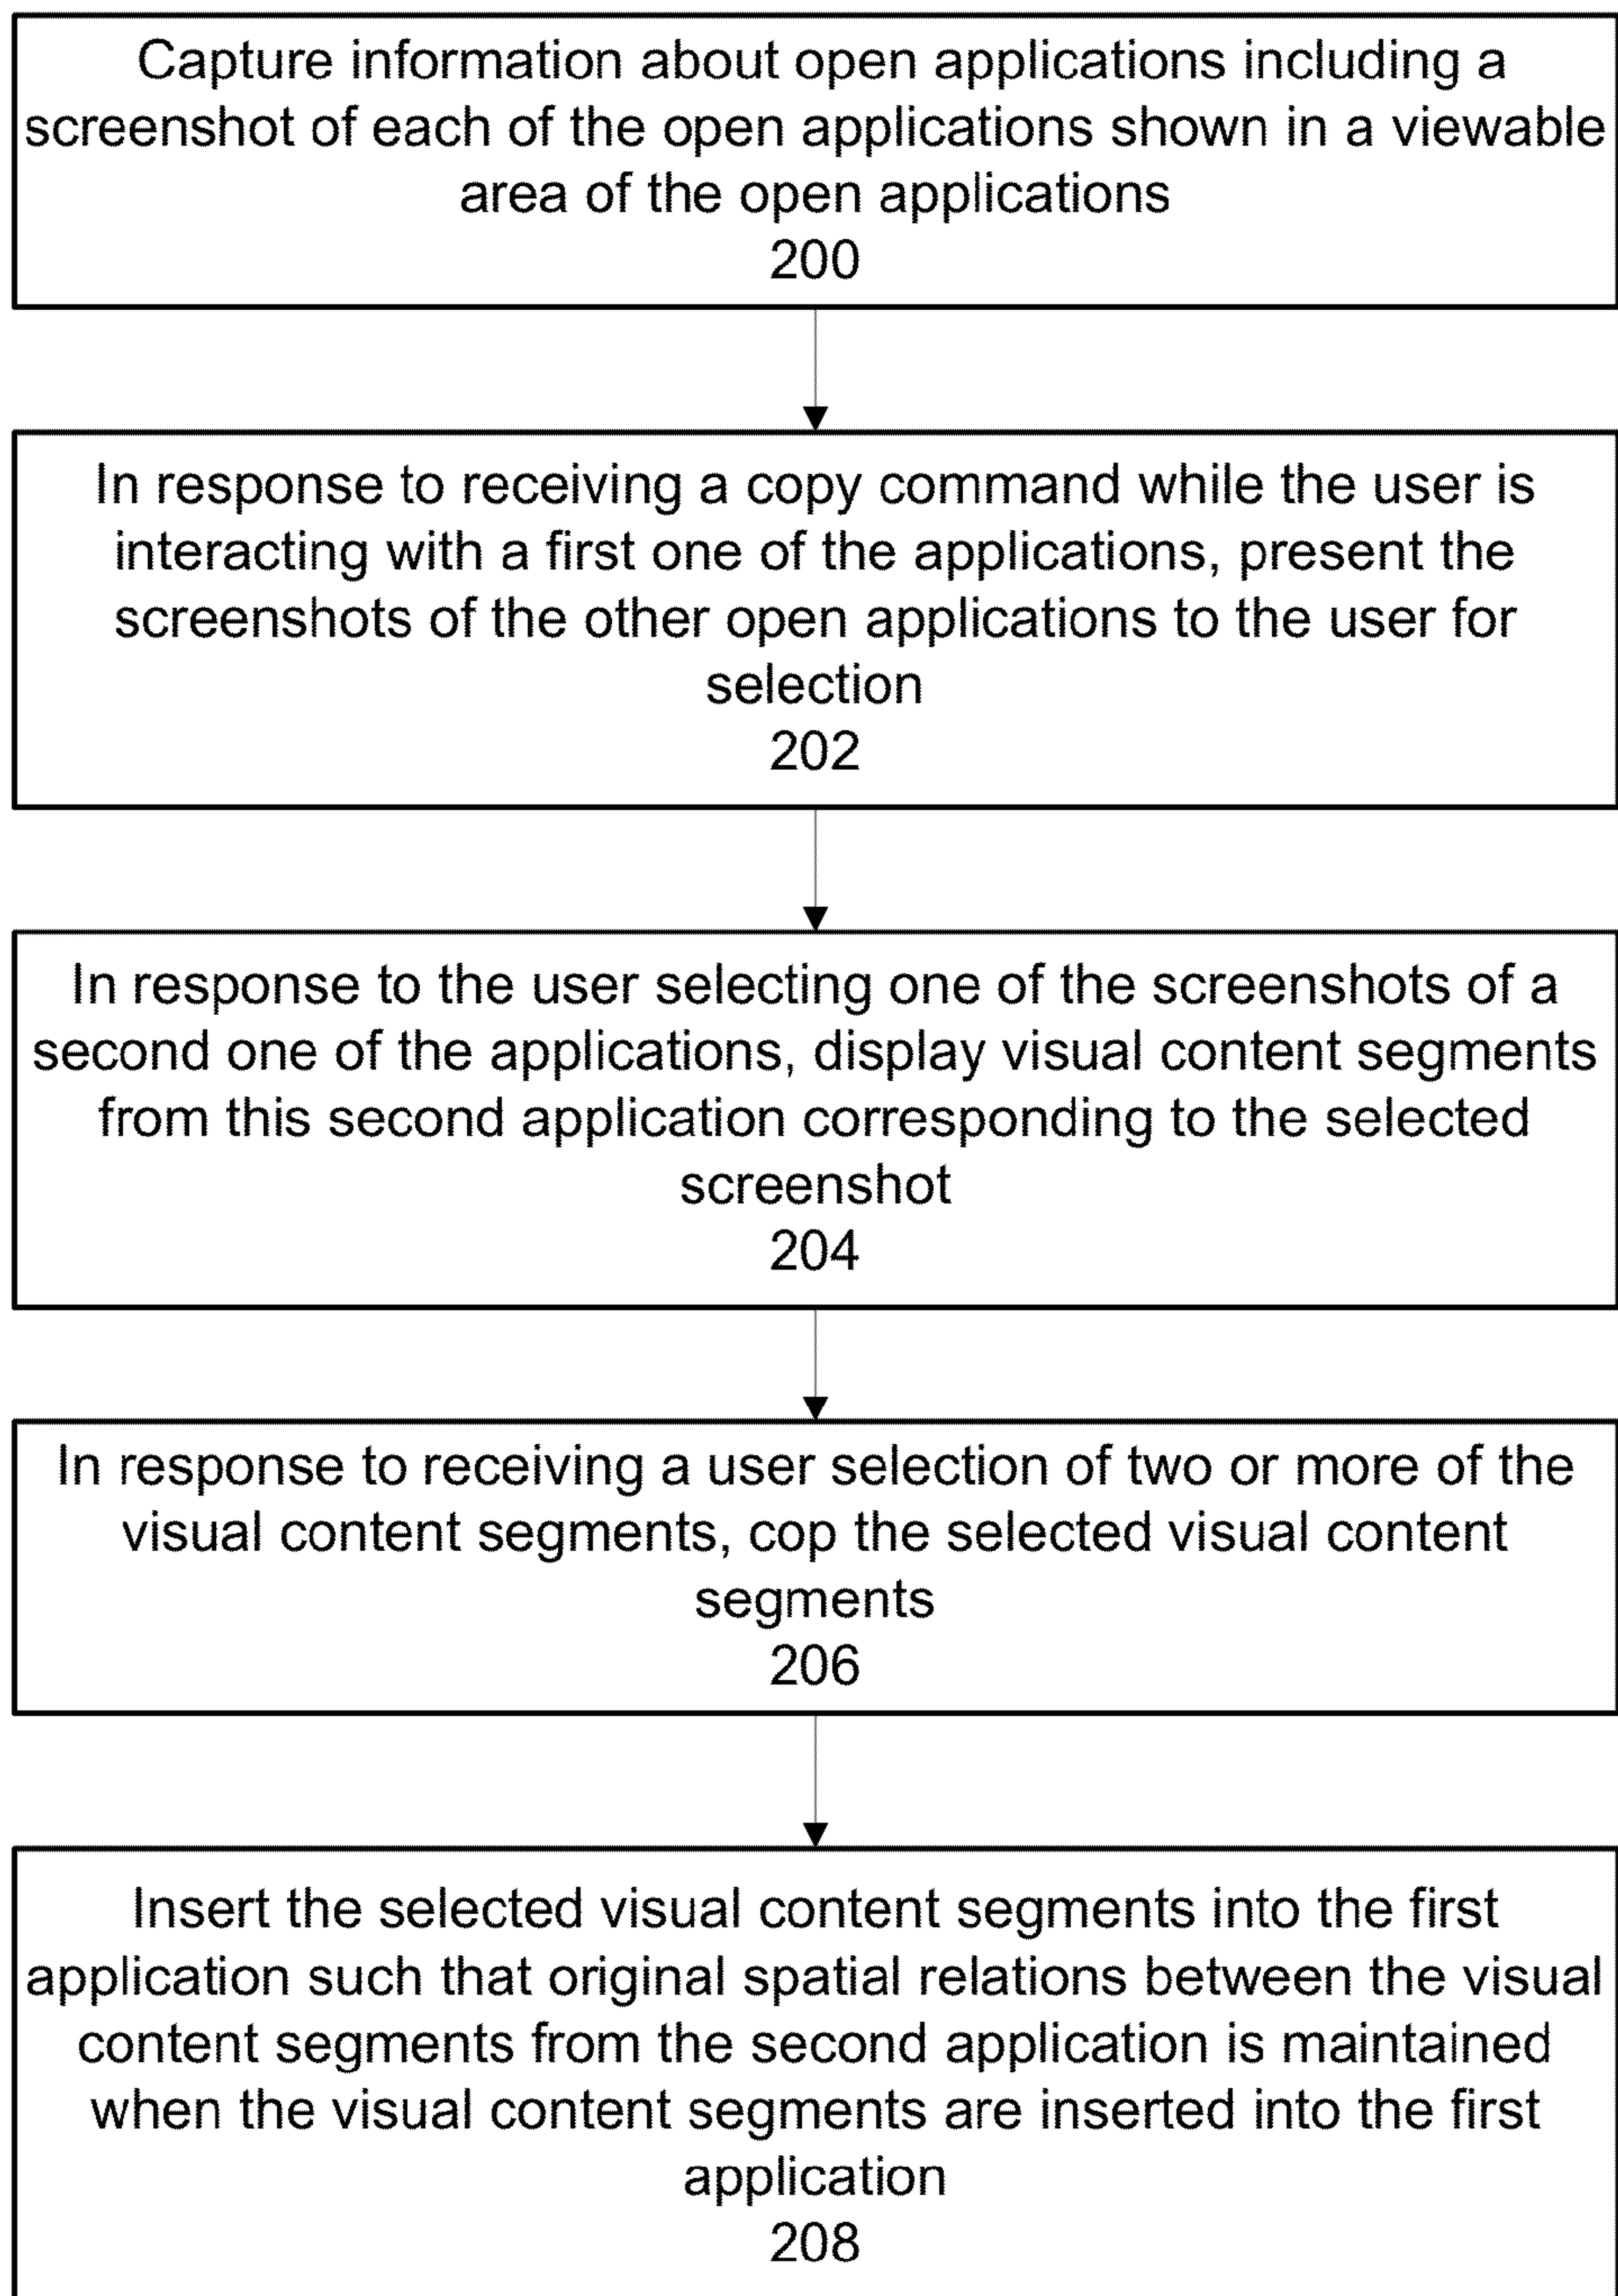 Capture information about open applications including a
screenshot of each of the open applications shown in a viewable
area of the open applications
200
In response to receiving a copy command while the user is
interacting with a first one of the applications, present the
screenshots of the other open applications to the user for
selection
202
In response to the user selecting one of the screenshots of a
second one of the applications, display visual content segments
from this second application corresponding to the selected
screenshot
204
In response to receiving a user selection of two or more of the
visual content segments, cop the selected visual content
segments
206
Insert the selected visual content segments into the first
application such that original spatial relations between the visual
content segments from the second application is maintained
when the visual content segments are inserted into the first
application
208